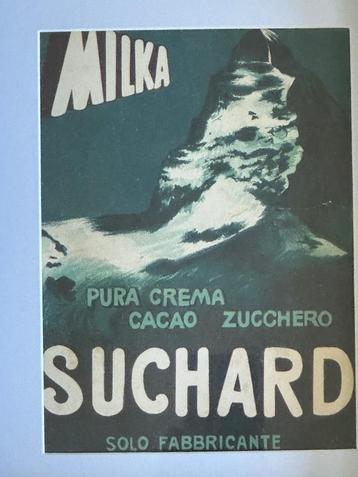 MILKA
PURA CREMA
CACAO ZUCCHERO
SUCHARD
SOLO FABBRICANTE